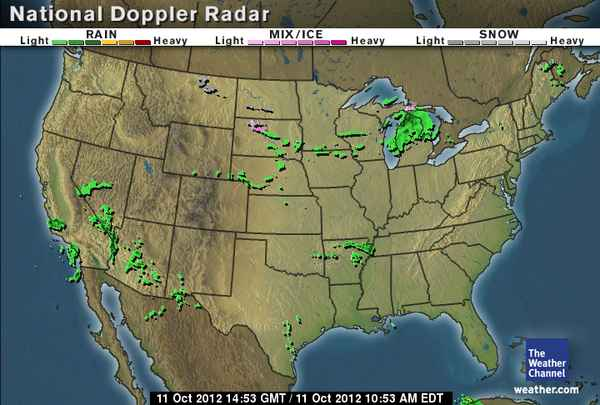 National Doppler Radar
RAIN MIX/ICE SNOW
Light Heavy Light Heavy Light Heavy
The
Weather
Channel
weather.com
11 Oct 2012 14:53 GMT / 11 Oct 2012 10:53 AM EDT